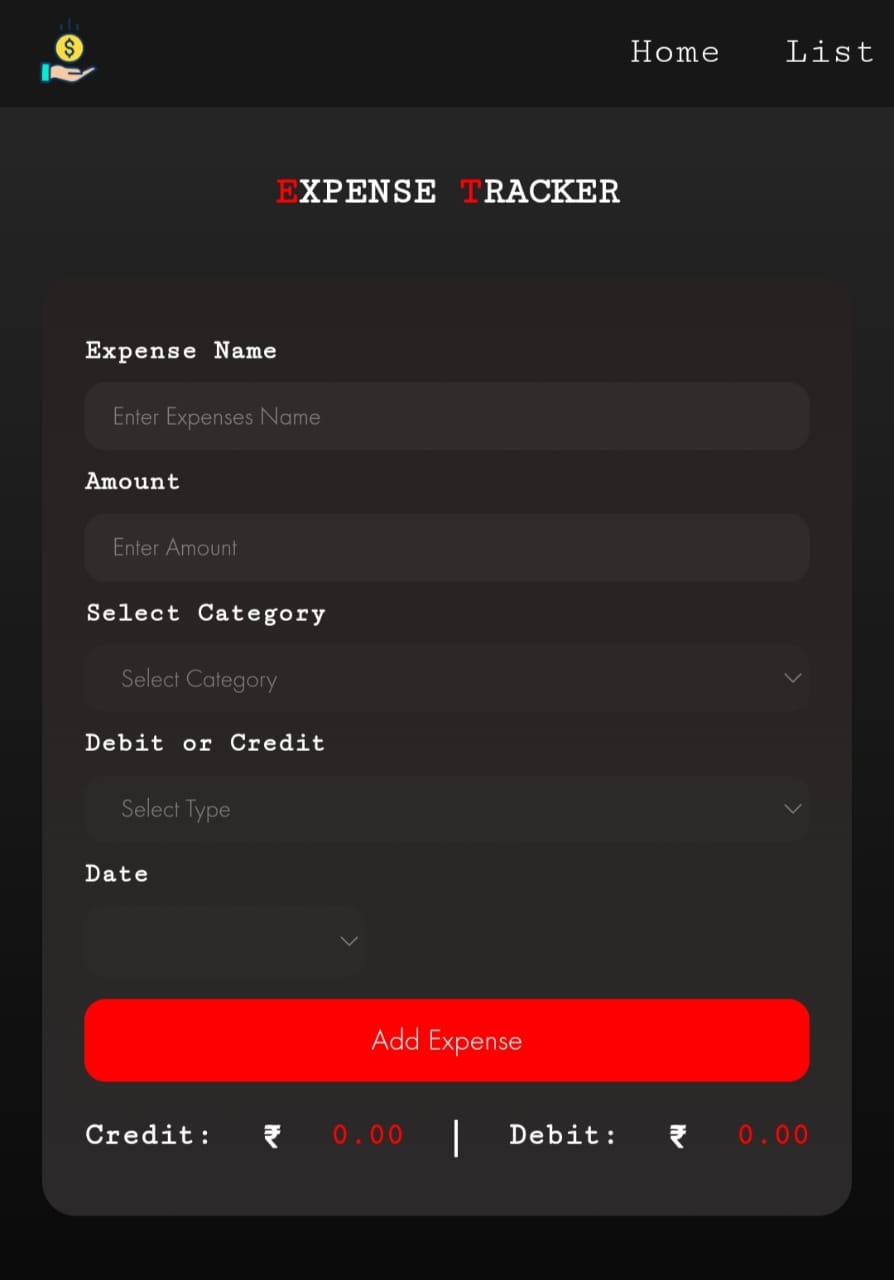 $
Home List
EXPENSE TRACKER
Expense Name
Enter Expenses Name
Amount
Enter Amount
Select Category
Select Category
Debit or Credit
Select Type
Date
Add Expense
Credit: ₹ 0.00 | Debit: ₹ 0.00